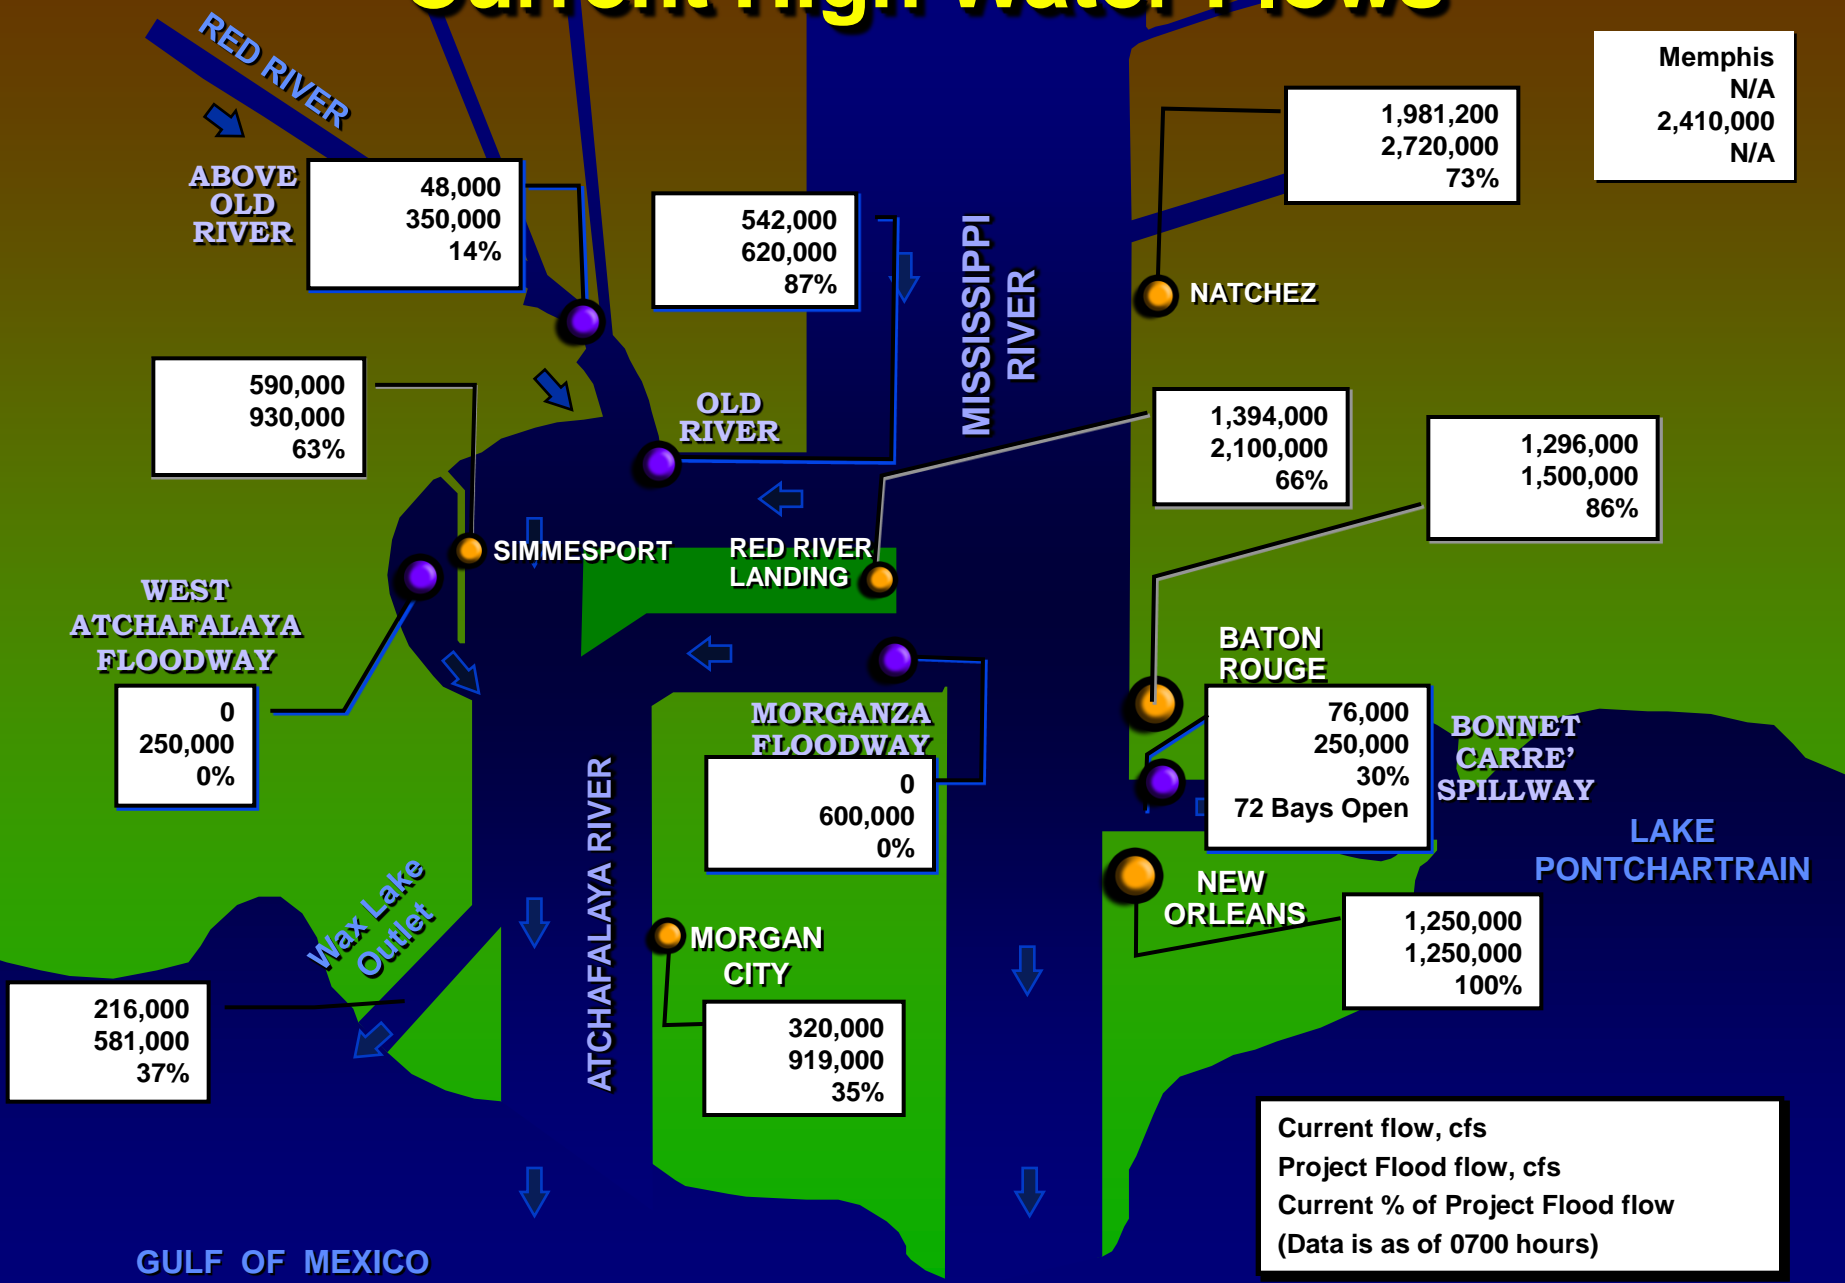 Current High Water Flows
RED RIVER
Memphis
N/A
2,410,000
N/A
1,981,200
2,720,000
73%
ABOVE
OLD
RIVER
48,000
350,000
14%
542,000
620,000
87%
MISSISSIPPI
RIVER
NATCHEZ
590,000
930,000
63%
OLD
RIVER
1,394,000
2,100,000
66%
1,296,000
1,500,000
86%
SIMMESPORT
RED RIVER
LANDING
WEST
ATCHAFALAYA
FLOODWAY
0
250,000
0%
BATON
ROUGE
MORGANZA
FLOODWAY
0
600,000
0%
76,000
250,000
30%
72 Bays Open
BONNET
CARRE’
SPILLWAY
LAKE
PONTCHARTRAIN
ATCHAFALAYA RIVER
NEW
ORLEANS
1,250,000
1,250,000
100%
Wax Lake
Outlet
MORGAN
CITY
216,000
581,000
37%
320,000
919,000
35%
Current flow, cfs
Project Flood flow, cfs
Current % of Project Flood flow
(Data is as of 0700 hours)
GULF OF MEXICO